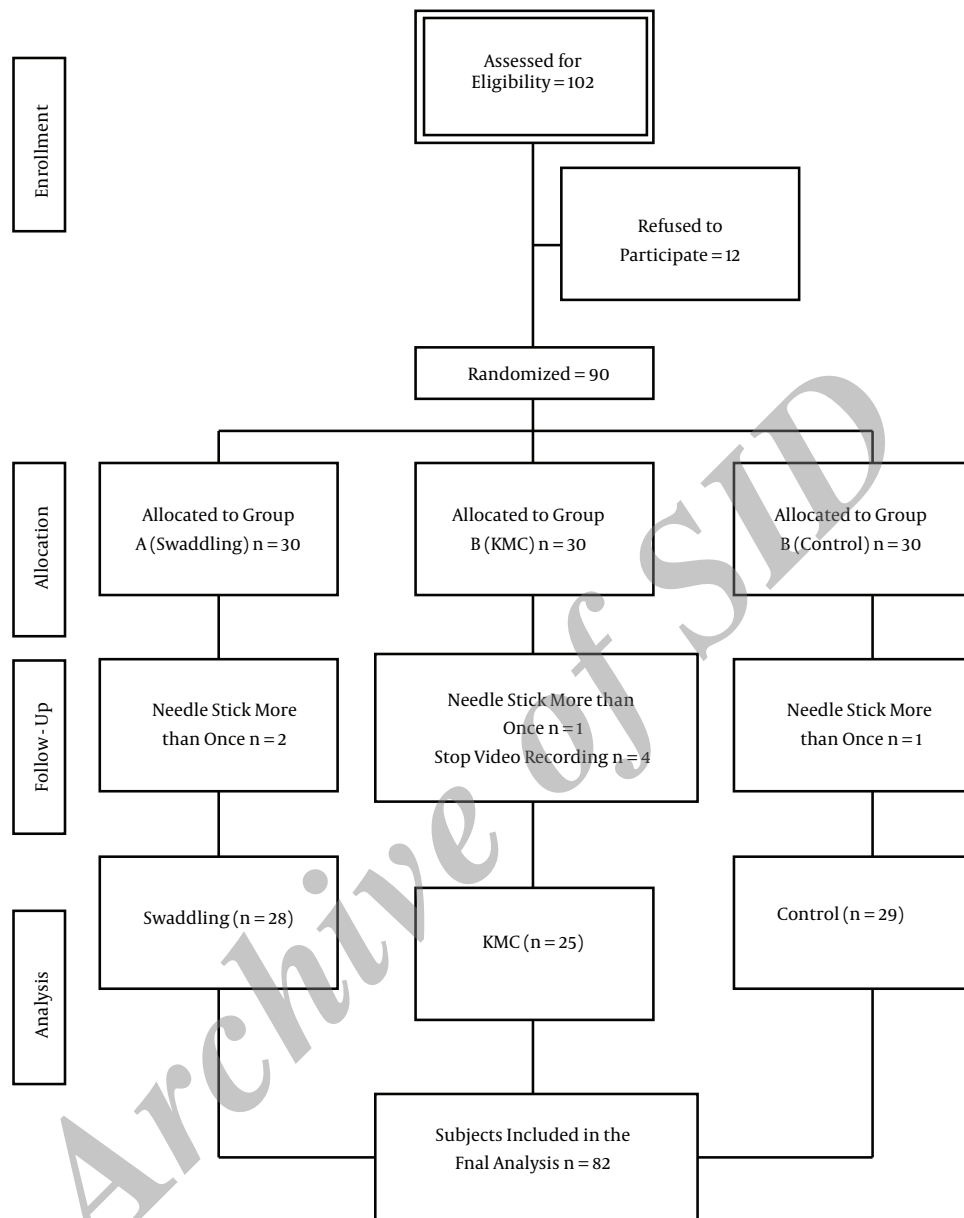 Assessed for
Eligibility = 102
Enrollment
Refused to
Participate = 12
Randomized = 90
Allocation
Allocated to Group
A (Swaddling) n = 30
Allocated to Group
B (KMC) n = 30
Allocated to Group
B (Control) n = 30
Follow-Up
Needle Stick More
than Once n = 2
Needle Stick More than
Once n = 1
Stop Video Recording n = 4
Needle Stick More
than Once n = 1
Analysis
Swaddling (n = 28)
KMC (n = 25)
Control (n = 29)
Subjects Included in the
Fnal Analysis n = 82
Archive of SID